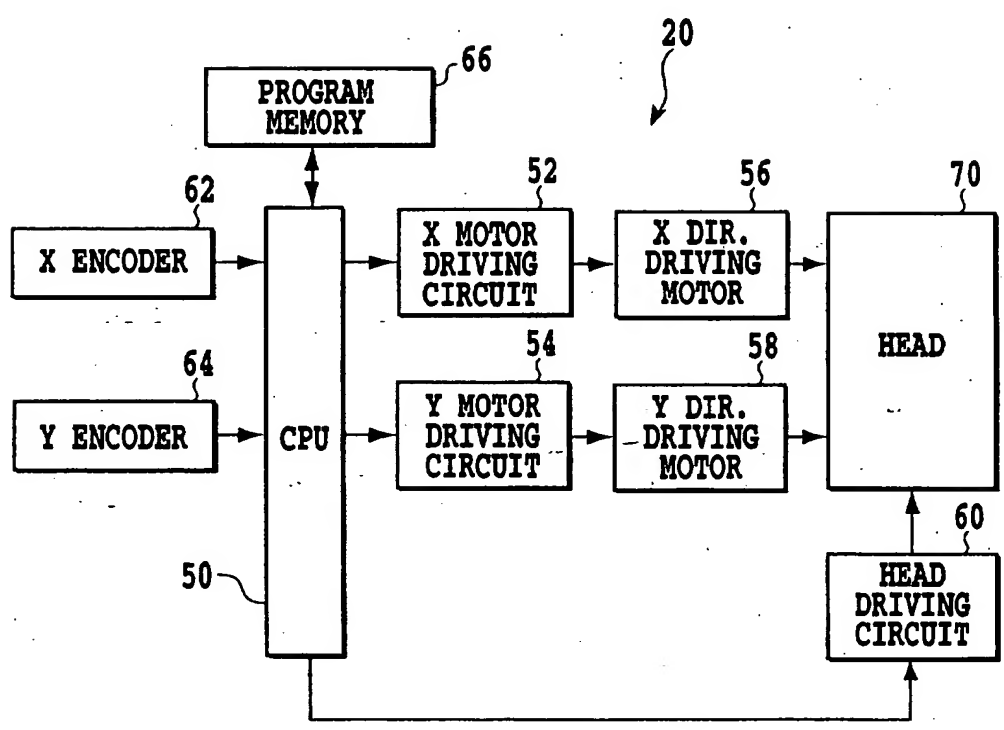 20
66
PROGRAM
MEMORY
62
X ENCODER
52
X MOTOR
DRIVING
CIRCUIT
56
X DIR.
DRIVING
MOTOR
70
HEAD
64
Y ENCODER
CPU
54
Y MOTOR
DRIVING
CIRCUIT
58
Y DIR.
DRIVING
MOTOR
50
60
HEAD
DRIVING
CIRCUIT